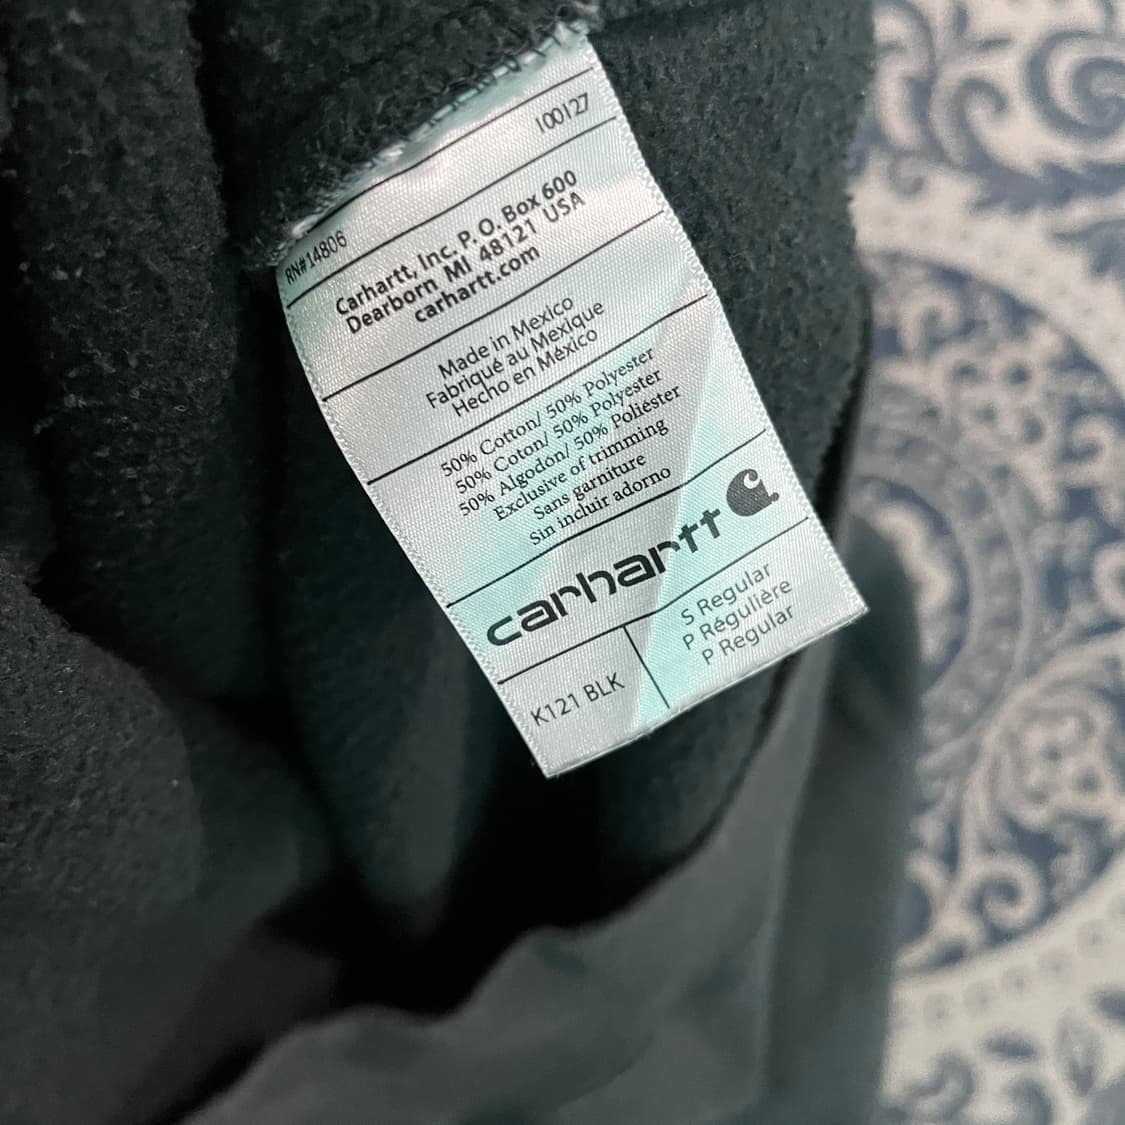 RN#14806 100127
Carhartt, Inc. P. O. Box 600
Dearborn MI 48121 USA
carhartt.com
Made in Mexico
Fabriqué au Mexique
Hecho en México
50% Cotton/ 50% Polyester
50% Coton/ 50% Polyester
50% Algodón/ 50% Poliéster
Exclusive of trimming
Sans garniture
Sin incluir adorno
carhartt
K121 BLK
S Regular
P Régulière
P Regular